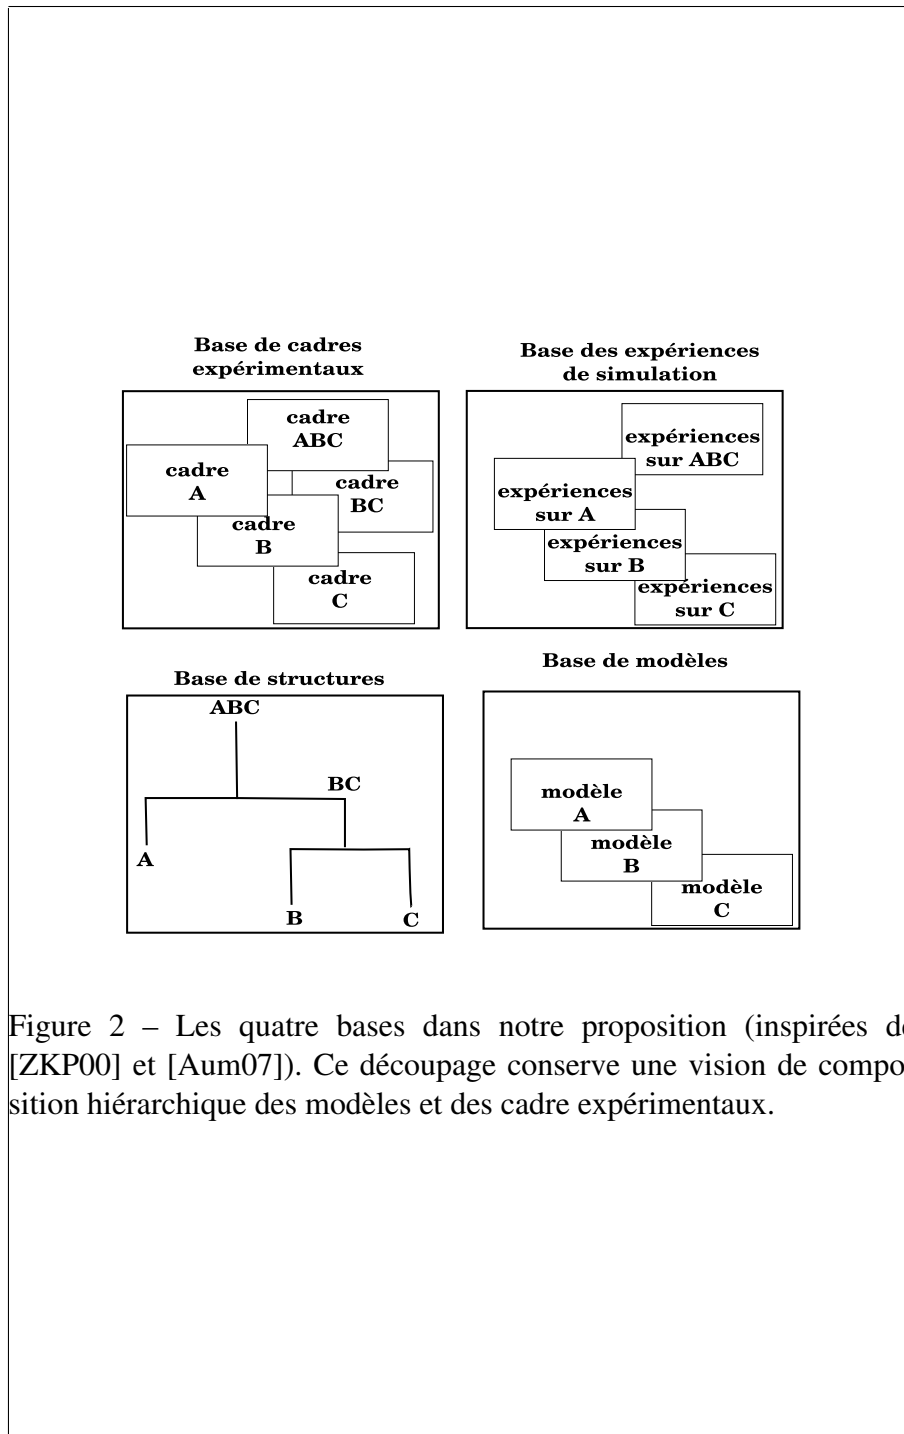 Base de cadres
expérimentaux
cadre
ABC
cadre
A
cadre
BC
cadre
B
cadre
C
Base des expériences
de simulation
expériences
sur ABC
expériences
sur A
expériences
sur B
expériences
sur C
Base de structures
ABC
BC
A
B
C
Base de modèles
modèle
A
modèle
B
modèle
C
Figure 2 – Les quatre bases dans notre proposition (inspirées de
[ZKP00] et [Aum07]). Ce découpage conserve une vision de compo-
sition hiérarchique des modèles et des cadre expérimentaux.